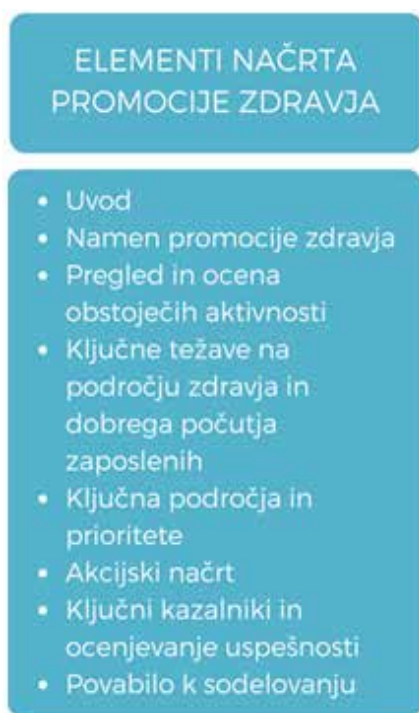 ELEMENTI NAČRTA
PROMOCIJE ZDRAVJA
• Uvod
• Namen promocije zdravja
• Pregled in ocena
obstoječih aktivnosti
• Ključne težave na
področju zdravja in
dobrega počutja
zaposlenih
• Ključna področja in
prioritete
• Akcijski načrt
• Ključni kazalniki in
ocenjevanje uspešnosti
• Povabilo k sodelovanju